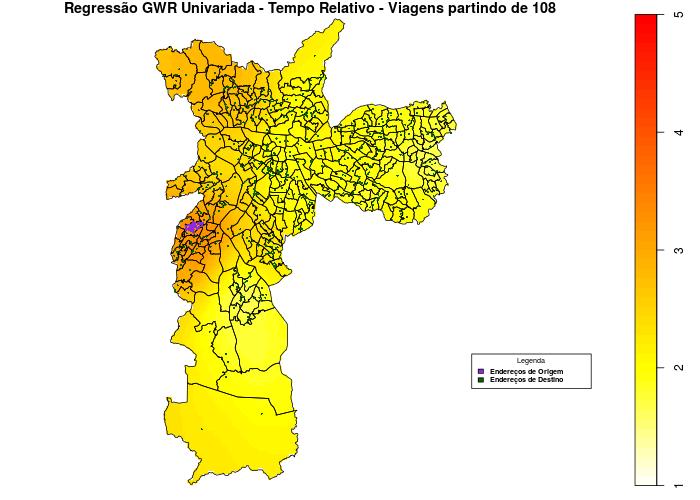 Regressão GWR Univariada - Tempo Relativo - Viagens partindo de 108
5
4
3
2
1
Legenda
Endereços de Origem
Endereços de Destino